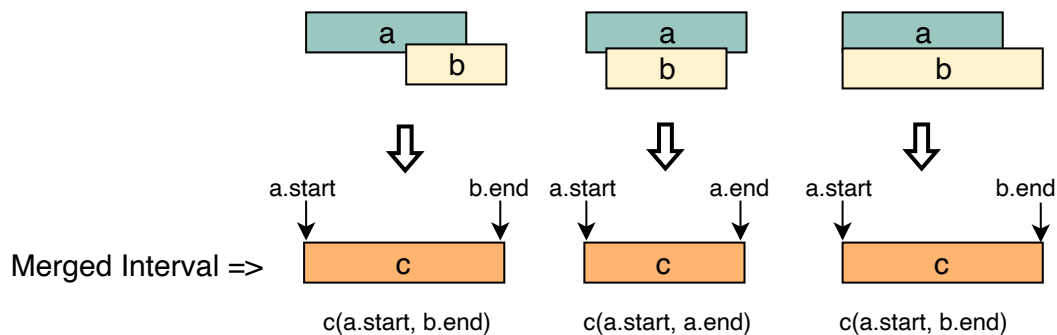 a
b
a
b
a
b
a.start
b.end
a.start
a.end
a.start
b.end
Merged Interval =>
c
c
c
c(a.start, b.end)
c(a.start, a.end)
c(a.start, b.end)